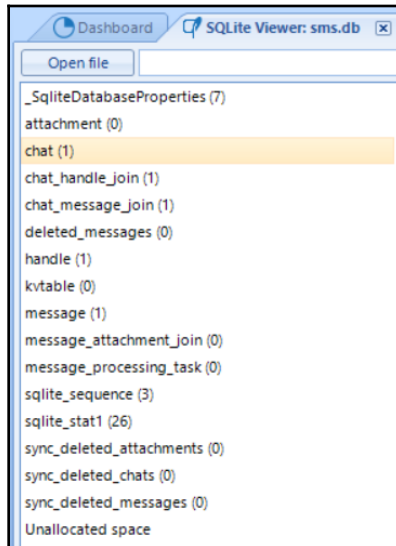 Dashboard SQLite Viewer: sms.db
Open file
_SqliteDatabaseProperties (7)
attachment (0)
chat (1)
chat_handle_join (1)
chat_message_join (1)
deleted_messages (0)
handle (1)
kvtable (0)
message (1)
message_attachment_join (0)
message_processing_task (0)
sqlite_sequence (3)
sqlite_stat1 (26)
sync_deleted_attachments (0)
sync_deleted_chats (0)
sync_deleted_messages (0)
Unallocated space